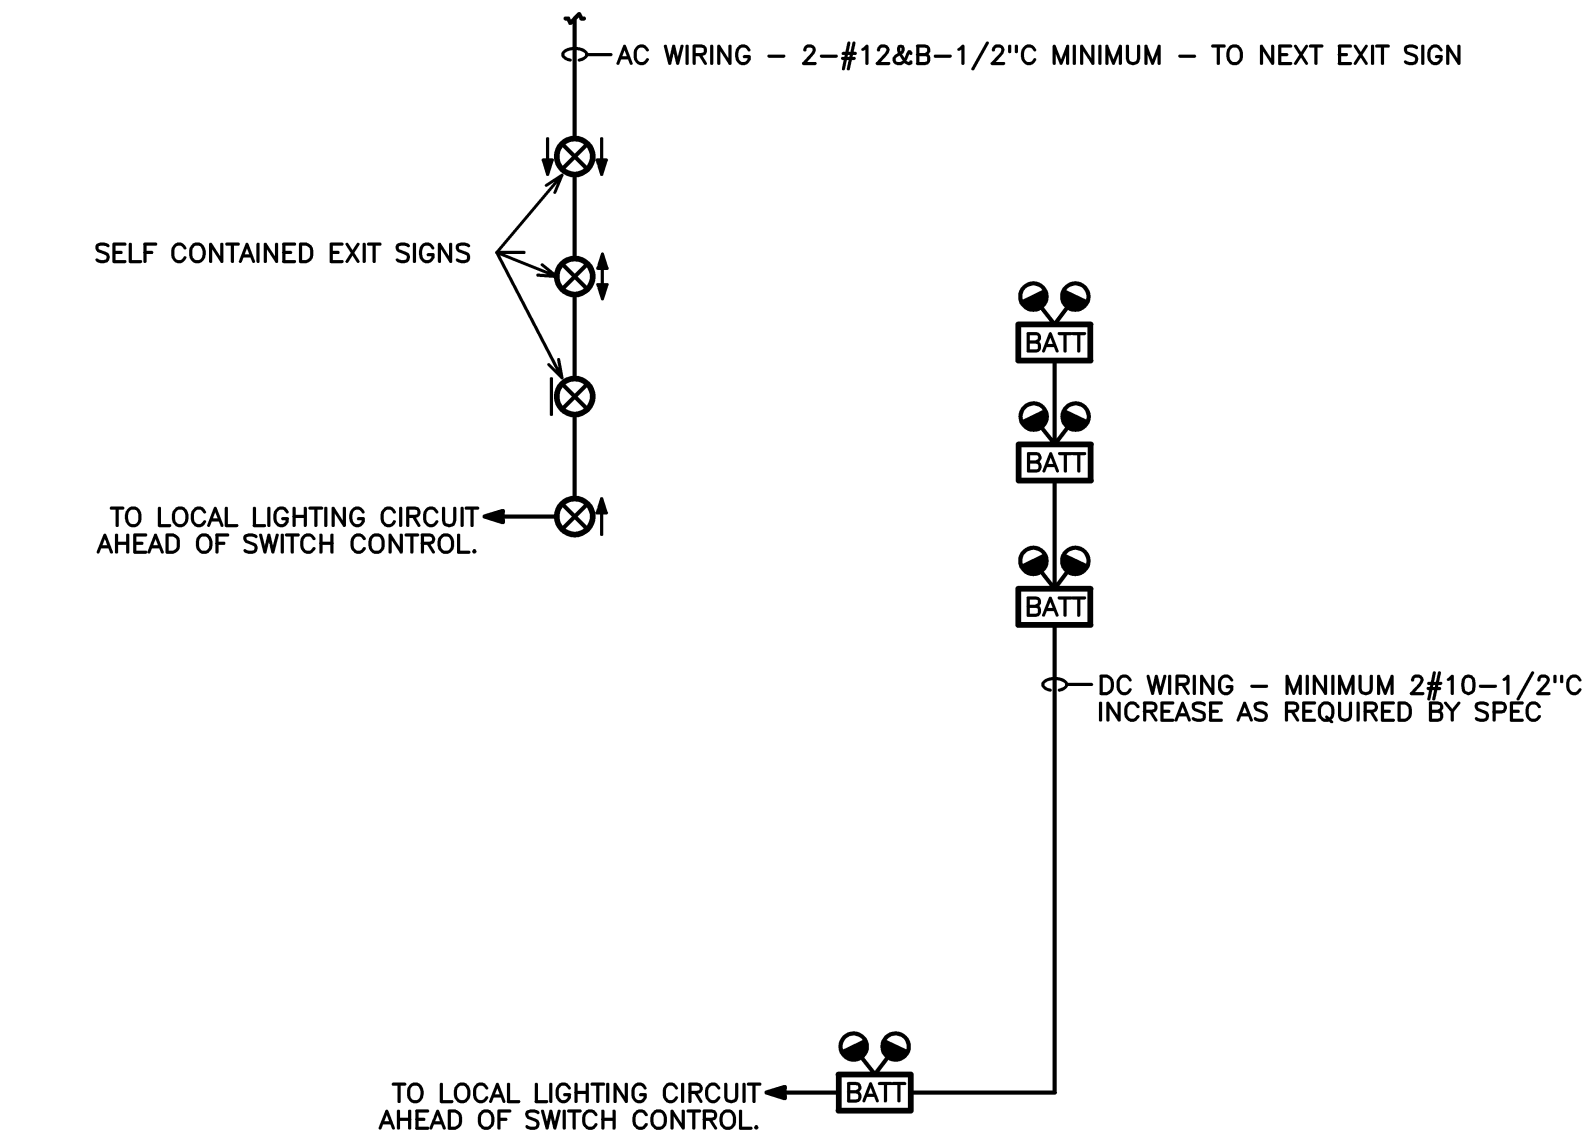 AC WIRING - 2-#12&B-1/2"C MINIMUM - TO NEXT EXIT SIGN
SELF CONTAINED EXIT SIGNS
BATT
BATT
TO LOCAL LIGHTING CIRCUIT
AHEAD OF SWITCH CONTROL.
BATT
DC WIRING - MINIMUM 2#10-1/2"C
INCREASE AS REQUIRED BY SPEC
TO LOCAL LIGHTING CIRCUIT
AHEAD OF SWITCH CONTROL.
BATT